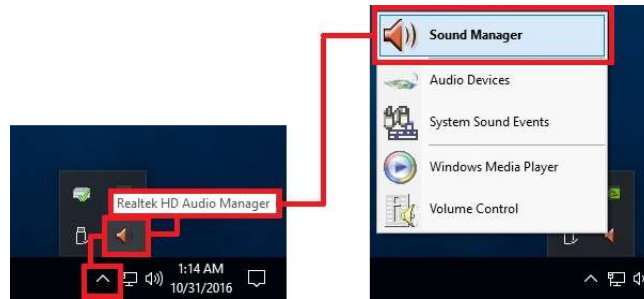 Realtek HD Audio Manager
1:14 AM
10/31/2016
Sound Manager
Audio Devices
System Sound Events
Windows Media Player
Volume Control